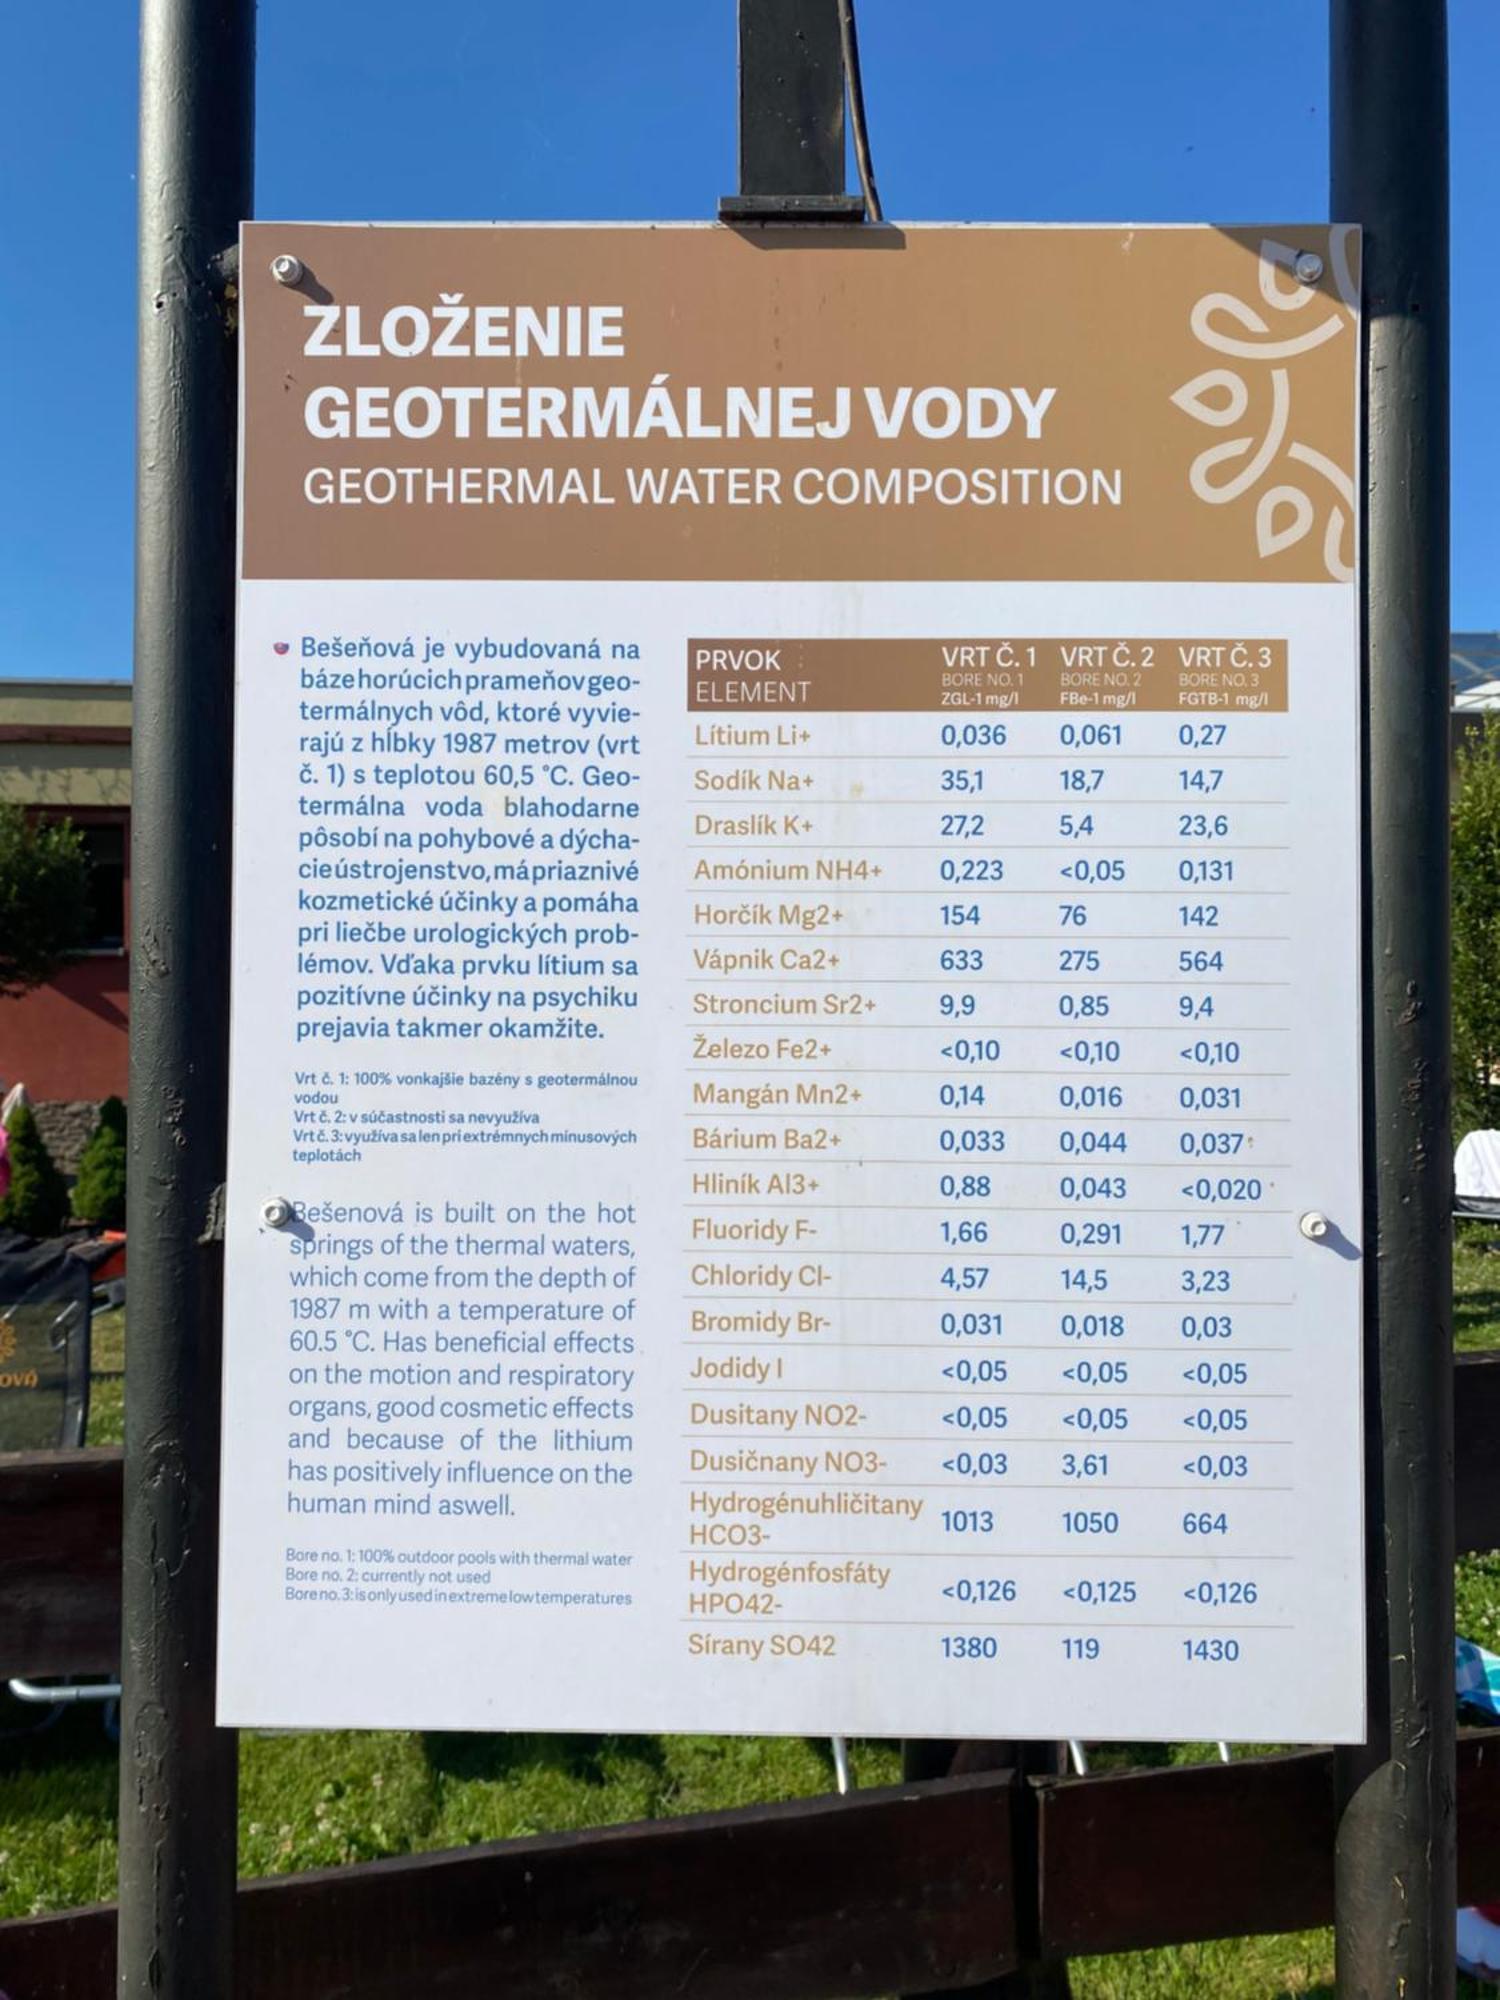 ZLOŽENIE
GEOTERMÁLNEJ VODY
GEOTHERMAL WATER COMPOSITION
Bešeňová je vybudovaná na
báze horúcich prameňov geo-
termálnych vôd, ktoré vyvie-
rajú z hĺbky 1987 metrov (vrt
č. 1) s teplotou 60,5 °C. Geo-
termálna voda blahodarne
pôsobí na pohybové a dýcha-
cie ústrojenstvo, má priaznivé
kozmetické účinky a pomáha
pri liečbe urologických prob-
lémov. Vďaka prvku lítium sa
pozitívne účinky na psychiku
prejavia takmer okamžite.
Vrt č. 1: 100% vonkajšie bazény s geotermálnou
vodou
Vrt č. 2: v súčastnosti sa nevyužíva
Vrt č. 3: využíva sa len pri extrémnych mínusových
teplotách
Bešenová is built on the hot
springs of the thermal waters,
which come from the depth of
1987 m with a temperature of
60.5 °C. Has beneficial effects
on the motion and respiratory
organs, good cosmetic effects
and because of the lithium
has positively influence on the
human mind aswell.
Bore no. 1: 100% outdoor pools with thermal water
Bore no. 2: currently not used
Bore no. 3: is only used in extreme low temperatures
PRVOK VRT Č. 1 VRT Č. 2 VRT Č. 3
ELEMENT BORE NO. 1 BORE NO. 2 BORE NO. 3
ZGL-1 mg/l FBe-1 mg/l FGTB-1 mg/l
Lítium Li+ 0,036 0,061 0,27
Sodík Na+ 35,1 18,7 14,7
Draslík K+ 27,2 5,4 23,6
Amónium NH4+ 0,223 <0,05 0,131
Horčík Mg2+ 154 76 142
Vápnik Ca2+ 633 275 564
Stroncium Sr2+ 9,9 0,85 9,4
Železo Fe2+ <0,10 <0,10 <0,10
Mangán Mn2+ 0,14 0,016 0,031
Bárium Ba2+ 0,033 0,044 0,037
Hliník Al3+ 0,88 0,043 <0,020
Fluoridy F- 1,66 0,291 1,77
Chloridy Cl- 4,57 14,5 3,23
Bromidy Br- 0,031 0,018 0,03
Jodidy I <0,05 <0,05 <0,05
Dusitany NO2- <0,05 <0,05 <0,05
Dusičnany NO3- <0,03 3,61 <0,03
Hydrogénuhličitany
HCO3- 1013 1050 664
Hydrogénfosfáty
HPO42- <0,126 <0,125 <0,126
Sírany SO42 1380 119 1430